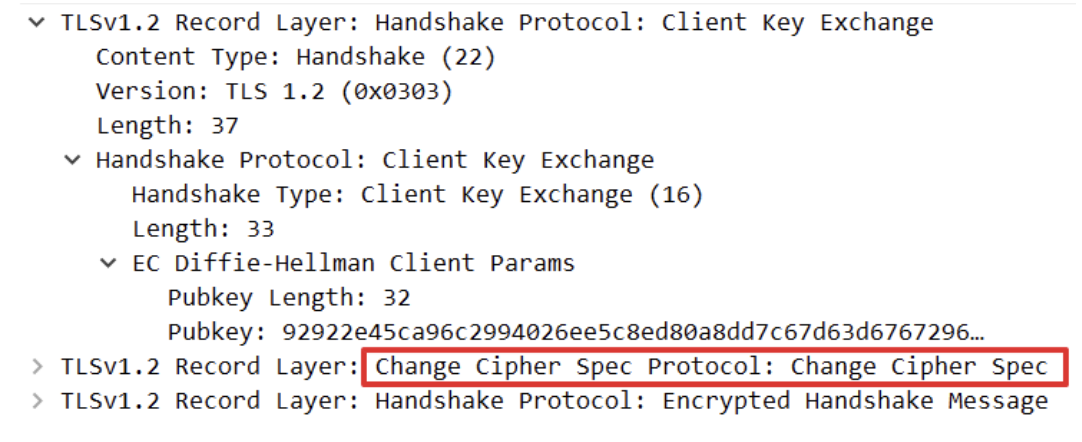 TLSv1.2 Record Layer: Handshake Protocol: Client Key Exchange
Content Type: Handshake (22)
Version: TLS 1.2 (0x0303)
Length: 37
Handshake Protocol: Client Key Exchange
Handshake Type: Client Key Exchange (16)
Length: 33
EC Diffie-Hellman Client Params
Pubkey Length: 32
Pubkey: 92922e45ca96c2994026ee5c8ed80a8dd7c67d63d6767296…
TLSv1.2 Record Layer: Change Cipher Spec Protocol: Change Cipher Spec
TLSv1.2 Record Layer: Handshake Protocol: Encrypted Handshake Message